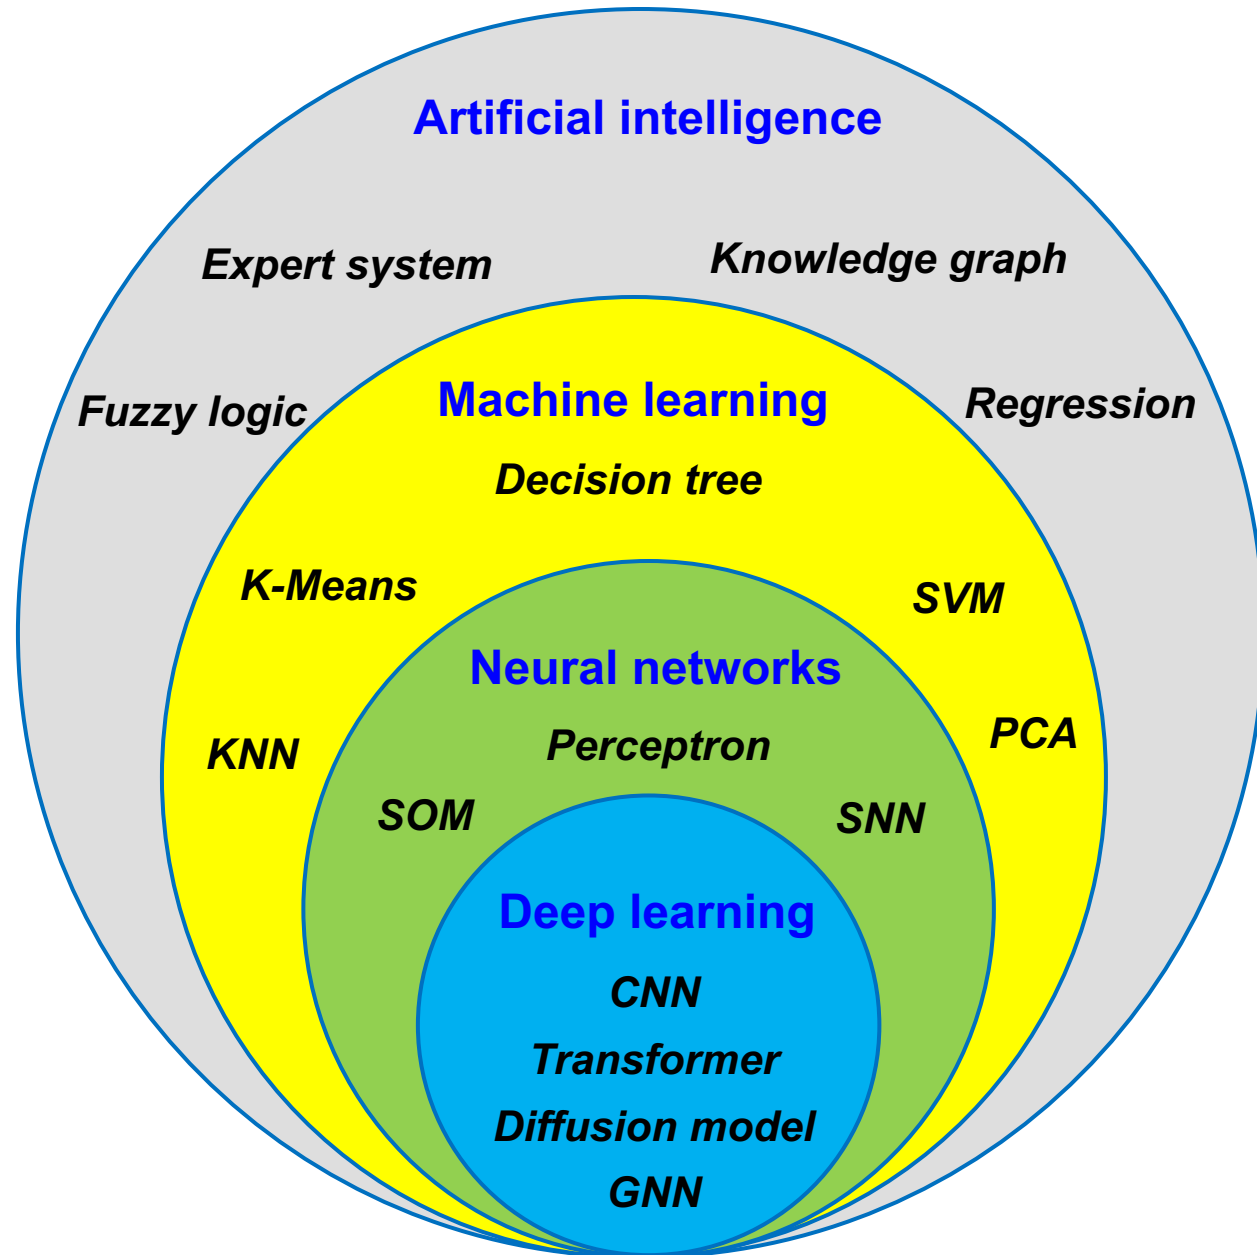 Artificial intelligence
Expert system
Knowledge graph
Fuzzy logic
Regression
Machine learning
Decision tree
K-Means
SVM
Neural networks
KNN
PCA
Perceptron
SOM
SNN
Deep learning
CNN
Transformer
Diffusion model
GNN